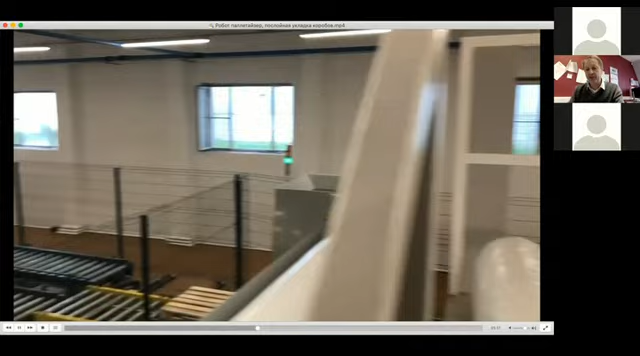 Робот паллетайзер, послойная укладка коробов.mp4